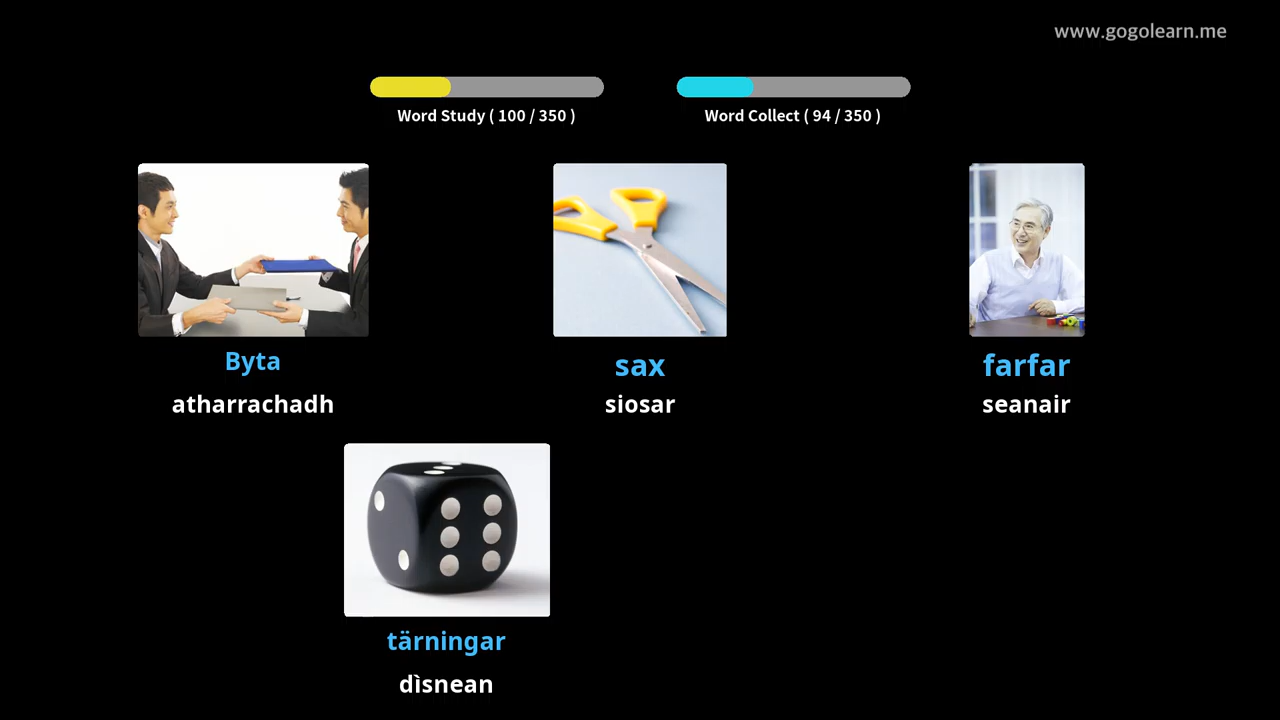 www.gogolearn.me
Word Study ( 100 / 350 )
Word Collect ( 94 / 350 )
Byta
atharrachadh
sax
siosar
farfar
seanair
tärningar
dìsnean